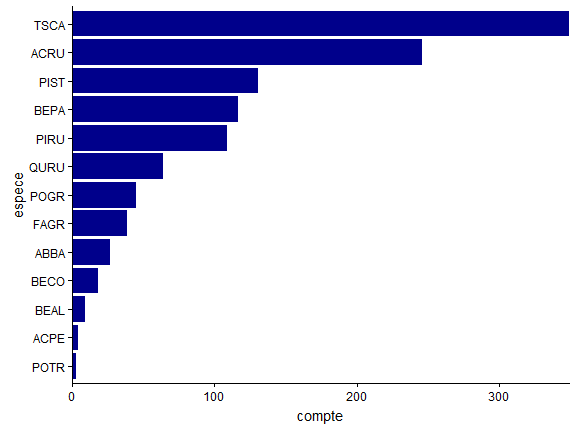 TSCA
ACRU
PIST
BEPA
PIRU
QURU
POGR
FAGR
ABBA
BECO
BEAL
ACPE
POTR
espece
0 100 200 300
compte